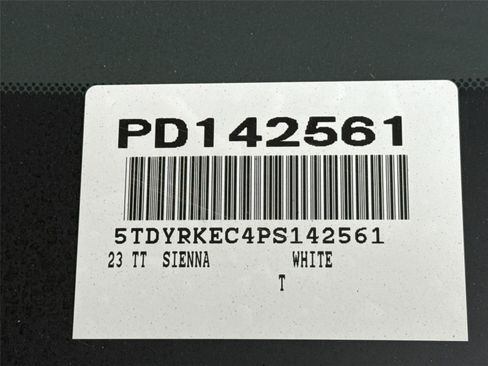 PD142561
5TDYRKEC4PS142561
23 TT SIENNA WHITE
T